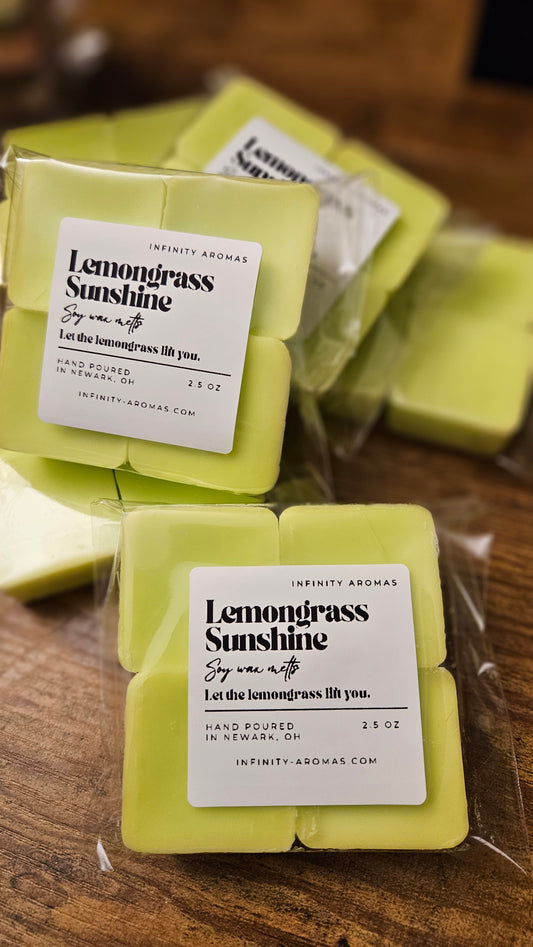 INFINITY AROMAS
Lemongrass
Sunshine
Soy wax melts
Let the lemongrass lift you.
HAND POURED
IN NEWARK, OH
2.5 OZ
INFINITY-AROMAS.COM
Lemong
Sun
INFINITY AROMAS
Lemongrass
Sunshine
Soy wax melts
Let the lemongrass lift you.
HAND POURED
IN NEWARK, OH
2.5 OZ
INFINITY-AROMAS.COM